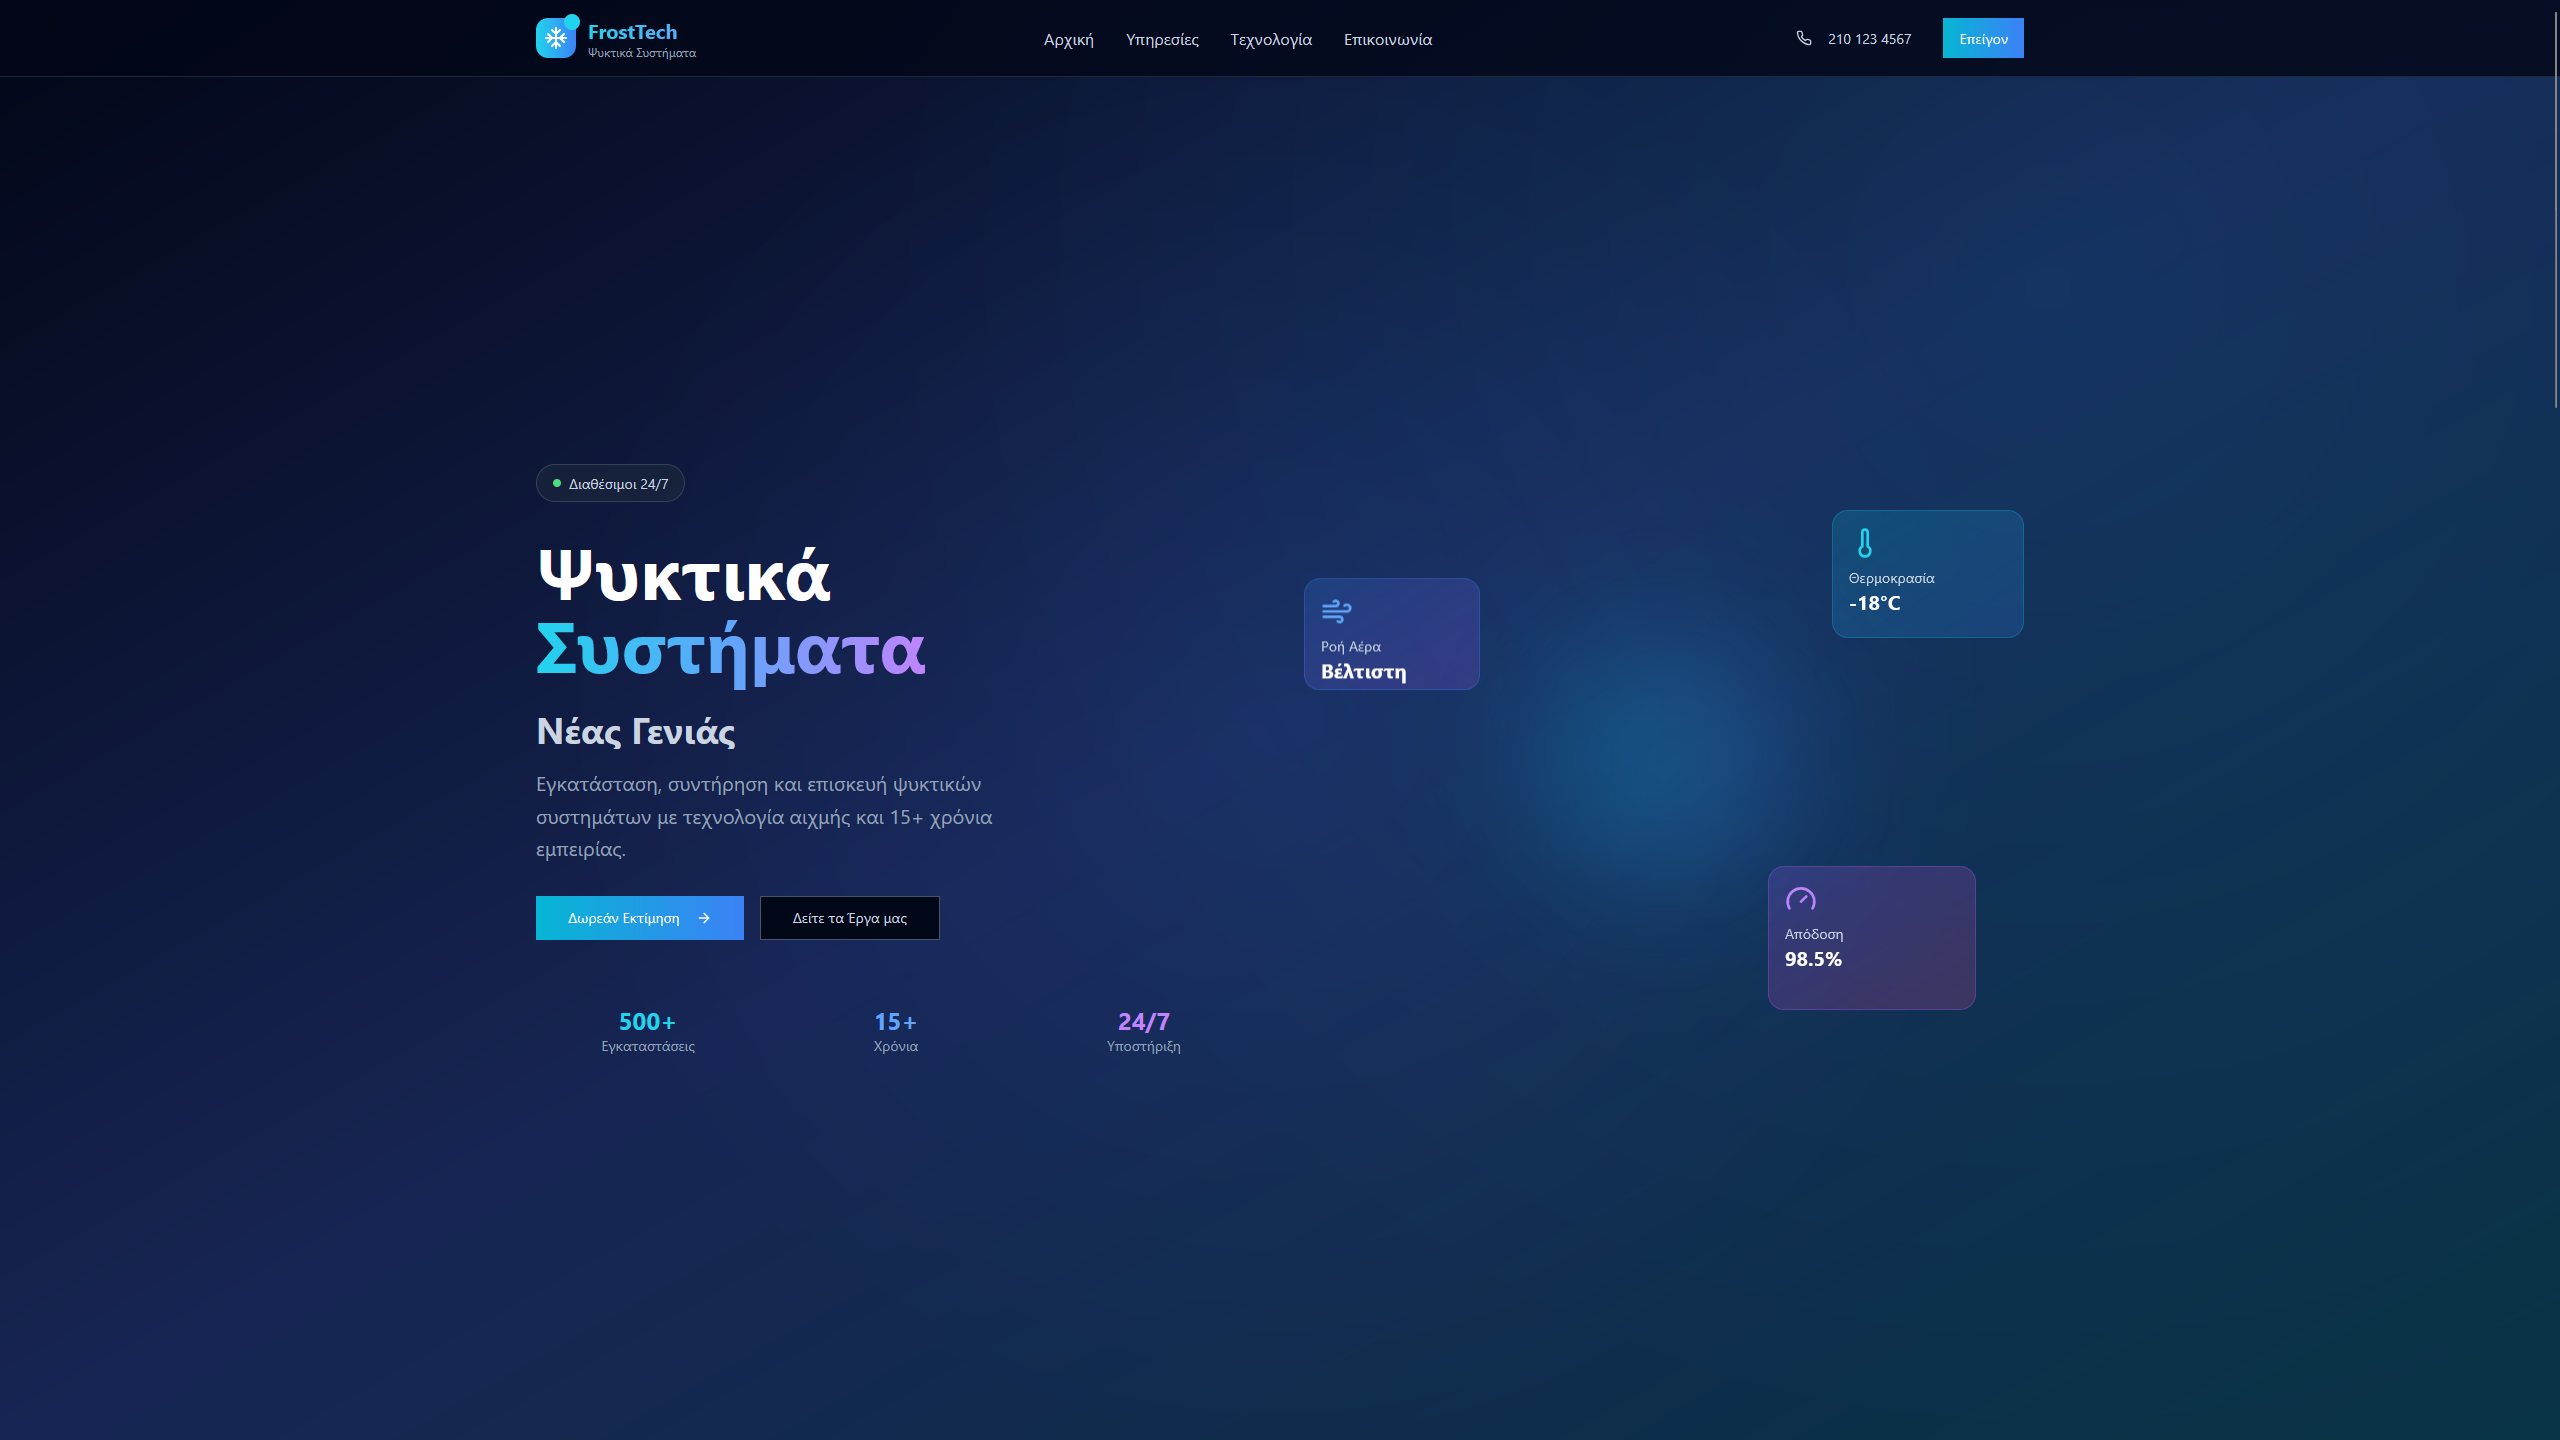 FrostTech
Ψυκτικά Συστήματα
Αρχική
Υπηρεσίες
Τεχνολογία
Επικοινωνία
210 123 4567
Επείγον
Διαθέσιμοι 24/7
Ψυκτικά
Συστήματα
Νέας Γενιάς
Εγκατάσταση, συντήρηση και επισκευή ψυκτικών
συστημάτων με τεχνολογία αιχμής και 15+ χρόνια
εμπειρίας.
Δωρεάν Εκτίμηση
Δείτε τα Έργα μας
500+
Εγκαταστάσεις
15+
Χρόνια
24/7
Υποστήριξη
Ροή Αέρα
Βέλτιστη
Θερμοκρασία
-18°C
Απόδοση
98.5%